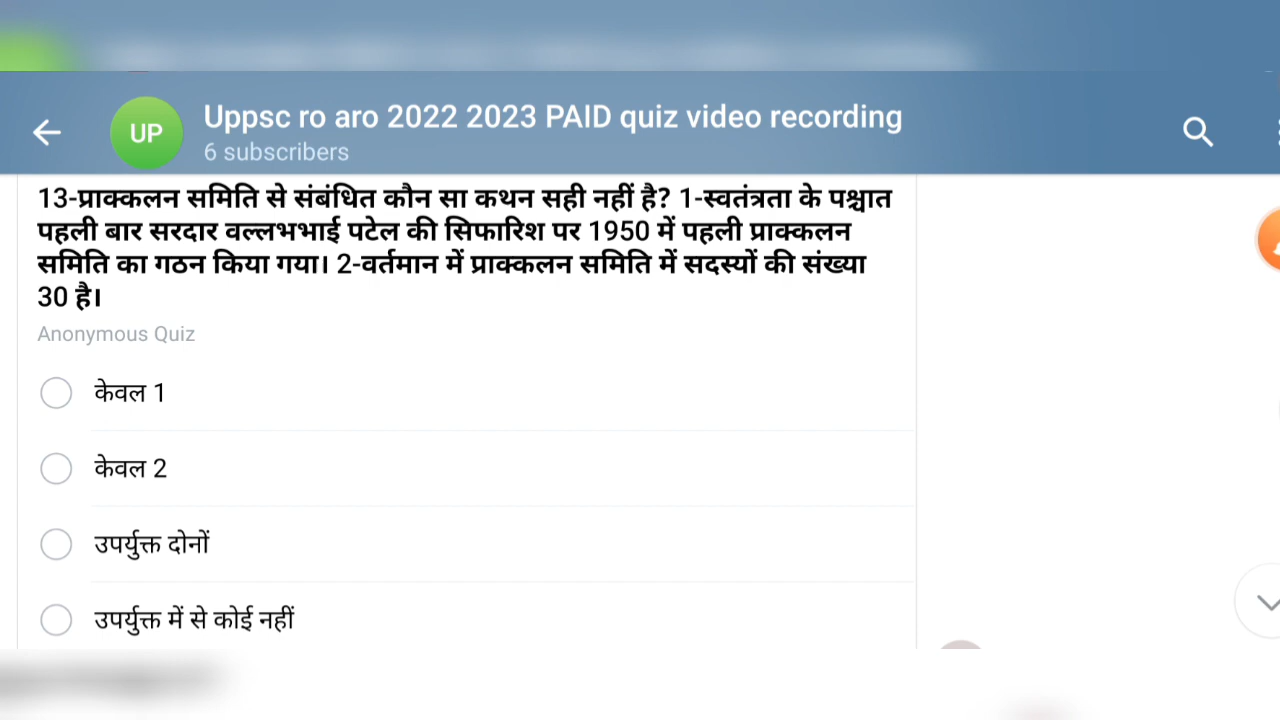 UP
Uppsc ro aro 2022 2023 PAID quiz video recording
6 subscribers
13-प्राक्कलन समिति से संबंधित कौन सा कथन सही नहीं है? 1-स्वतंत्रता के पश्चात
पहली बार सरदार वल्लभभाई पटेल की सिफारिश पर 1950 में पहली प्राक्कलन
समिति का गठन किया गया। 2-वर्तमान में प्राक्कलन समिति में सदस्यों की संख्या
30 है।
Anonymous Quiz
केवल 1
केवल 2
उपर्युक्त दोनों
उपर्युक्त में से कोई नहीं